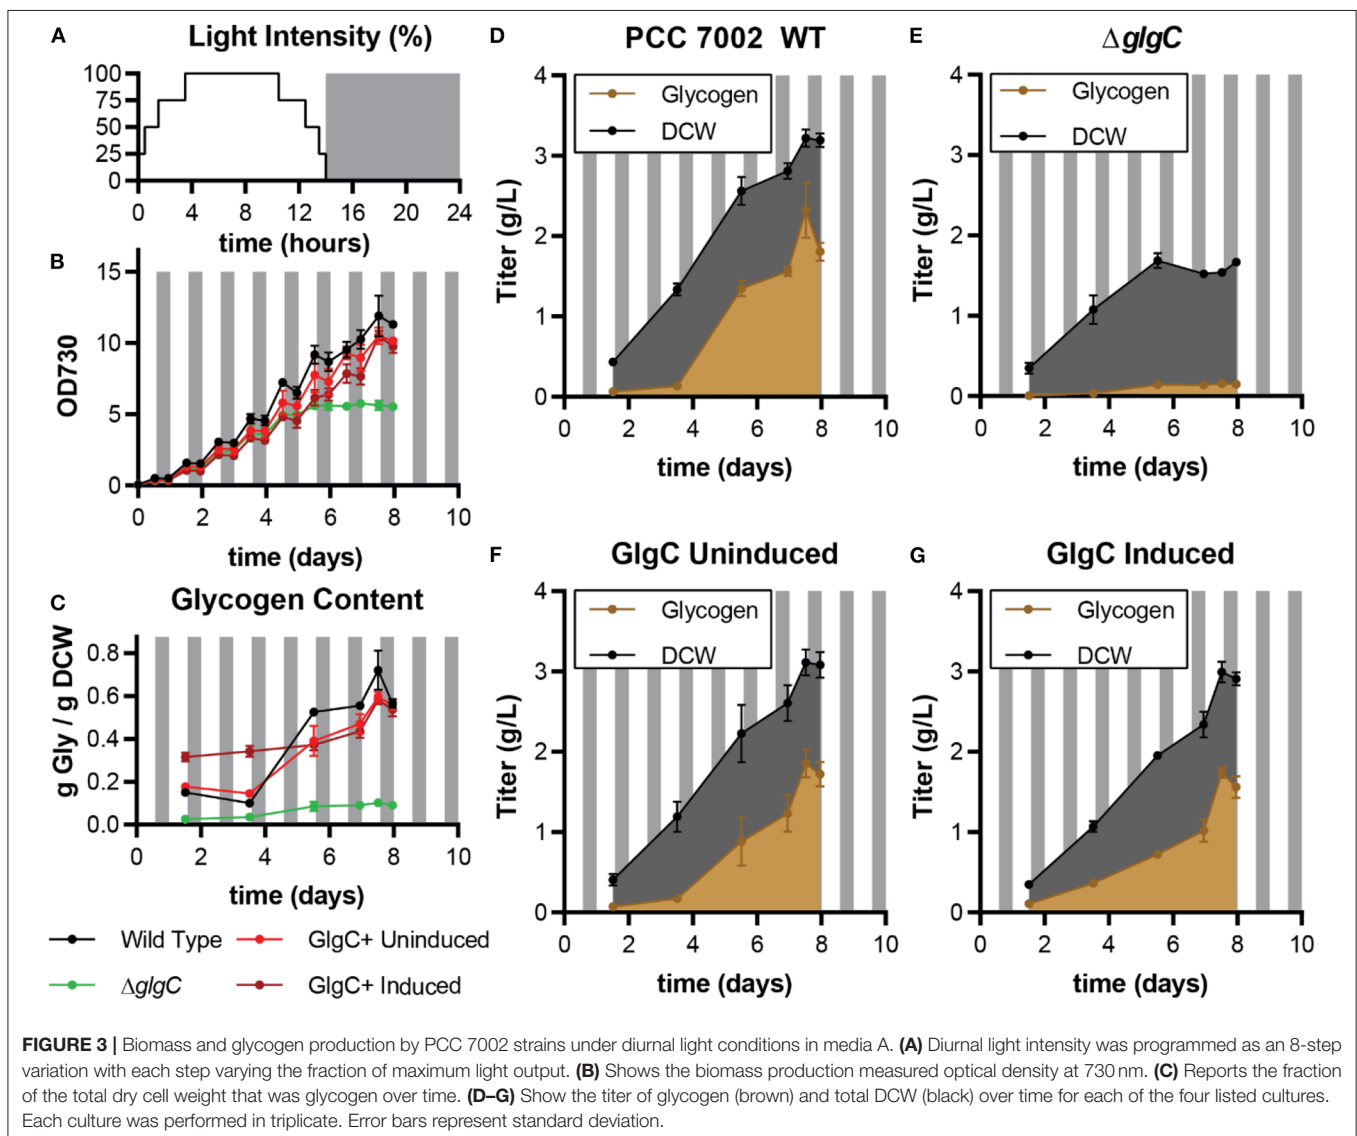 A
Light Intensity (%)
100
75
50
25
0
0 4 8 12 16 20 24
time (hours)
B
15
10
5
0
OD730
0 2 4 6 8 10
time (days)
C
Glycogen Content
0.8
0.6
0.4
0.2
0.0
g Gly / g DCW
0 2 4 6 8 10
time (days)
Wild Type
GlgC+ Uninduced
ΔglgC
GlgC+ Induced
D
PCC 7002 WT
Glycogen
DCW
4
3
2
1
0
Titer (g/L)
0 2 4 6 8 10
time (days)
E
ΔglgC
Glycogen
DCW
4
3
2
1
0
Titer (g/L)
0 2 4 6 8 10
time (days)
F
GlgC Uninduced
Glycogen
DCW
4
3
2
1
0
Titer (g/L)
0 2 4 6 8 10
time (days)
G
GlgC Induced
Glycogen
DCW
4
3
2
1
0
Titer (g/L)
0 2 4 6 8 10
time (days)
FIGURE 3 | Biomass and glycogen production by PCC 7002 strains under diurnal light conditions in media A. (A) Diurnal light intensity was programmed as an 8-step
variation with each step varying the fraction of maximum light output. (B) Shows the biomass production measured optical density at 730 nm. (C) Reports the fraction
of the total dry cell weight that was glycogen over time. (D–G) Show the titer of glycogen (brown) and total DCW (black) over time for each of the four listed cultures.
Each culture was performed in triplicate. Error bars represent standard deviation.